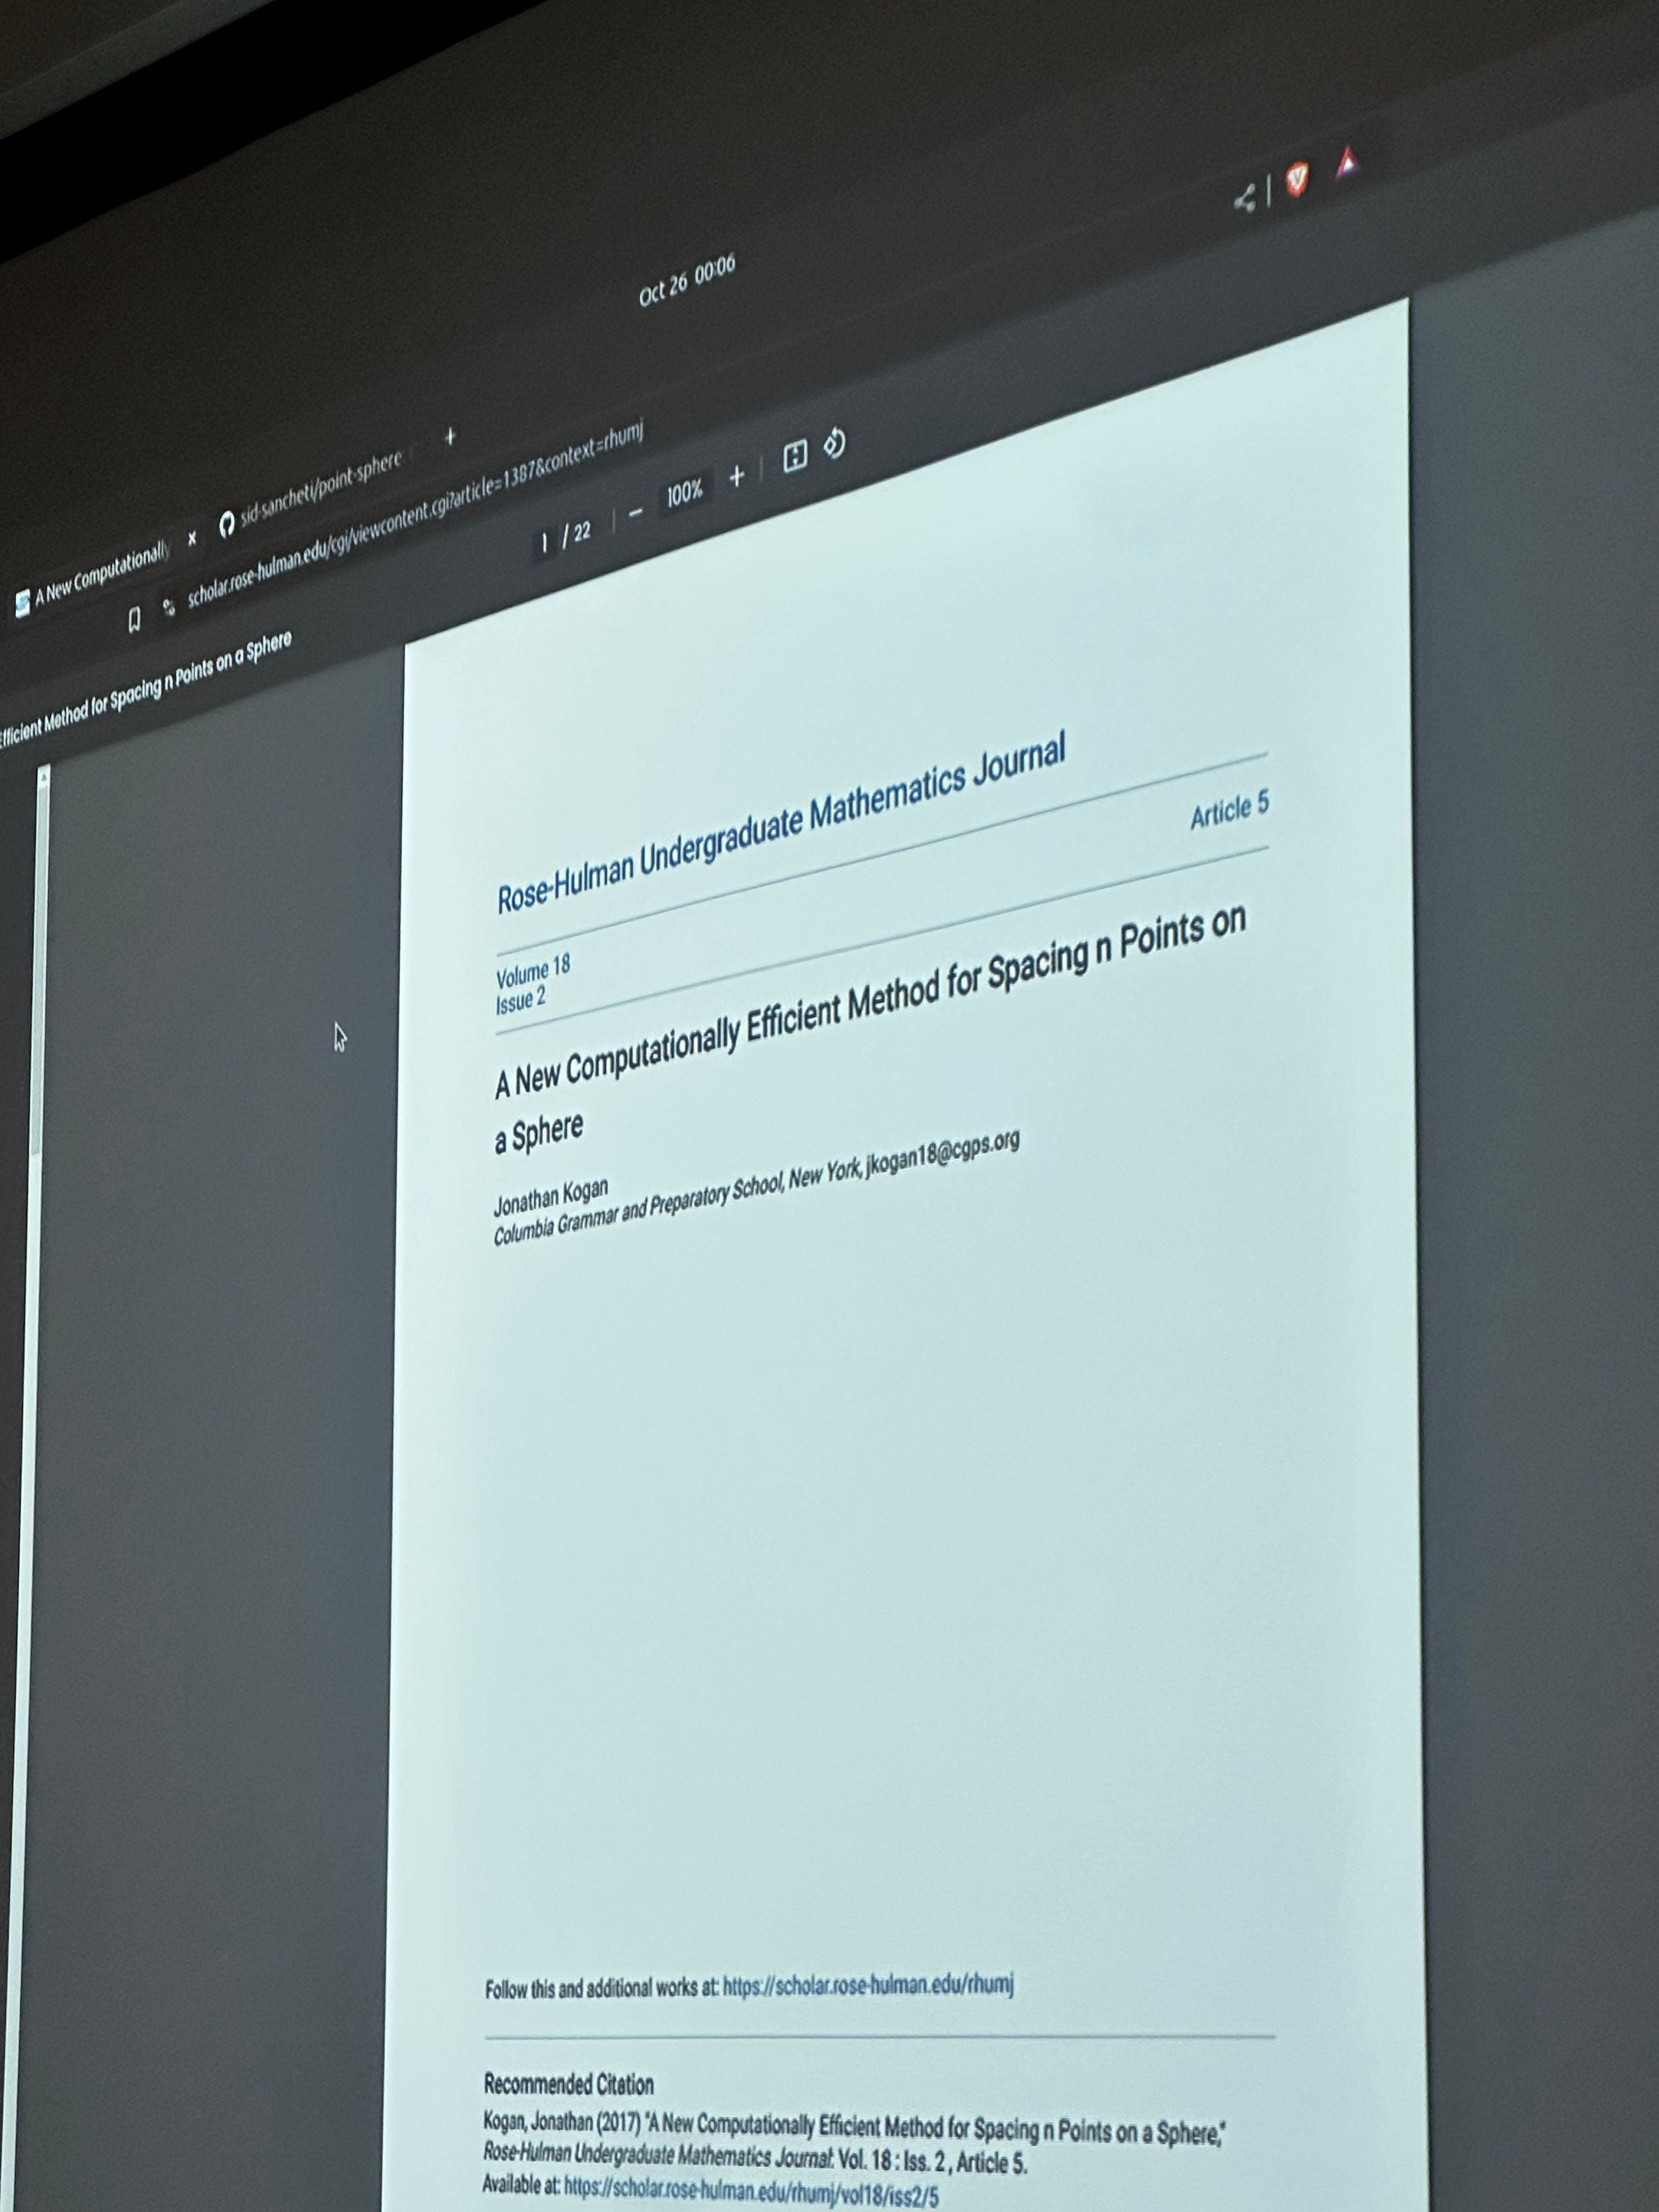 Oct 26 00:06
A New Computationally
sid-sancheti/point-sphere
scholar.rose-hulman.edu/cgi/viewcontent.cgi?article=1387&context=rhumj
Efficient Method for Spacing n Points on a Sphere
1 / 22
100%
Rose-Hulman Undergraduate Mathematics Journal
Volume 18
Issue 2
Article 5
A New Computationally Efficient Method for Spacing n Points on
a Sphere
Jonathan Kogan
Columbia Grammar and Preparatory School, New York, jkogan18@cgps.org
Follow this and additional works at: https://scholar.rose-hulman.edu/rhumj
Recommended Citation
Kogan, Jonathan (2017) "A New Computationally Efficient Method for Spacing n Points on a Sphere,"
Rose-Hulman Undergraduate Mathematics Journal: Vol. 18 : Iss. 2 , Article 5.
Available at: https://scholar.rose-hulman.edu/rhumj/vol18/iss2/5